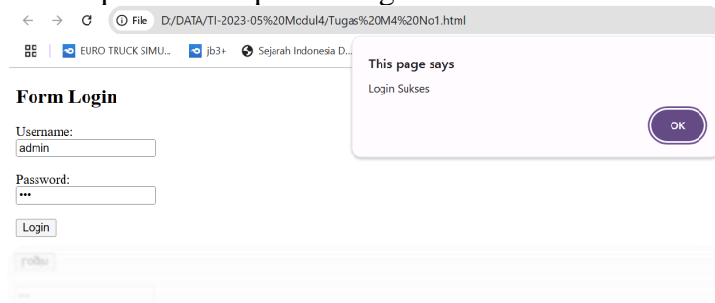 File D:/DATA/TI-2023-05%20Modul4/Tugas%20M4%20No1.html
EURO TRUCK SIMU... jb3+ Sejarah Indonesia D...
This page says
Login Sukses
OK
Form Login
Username:
admin
Password:
•••
Login